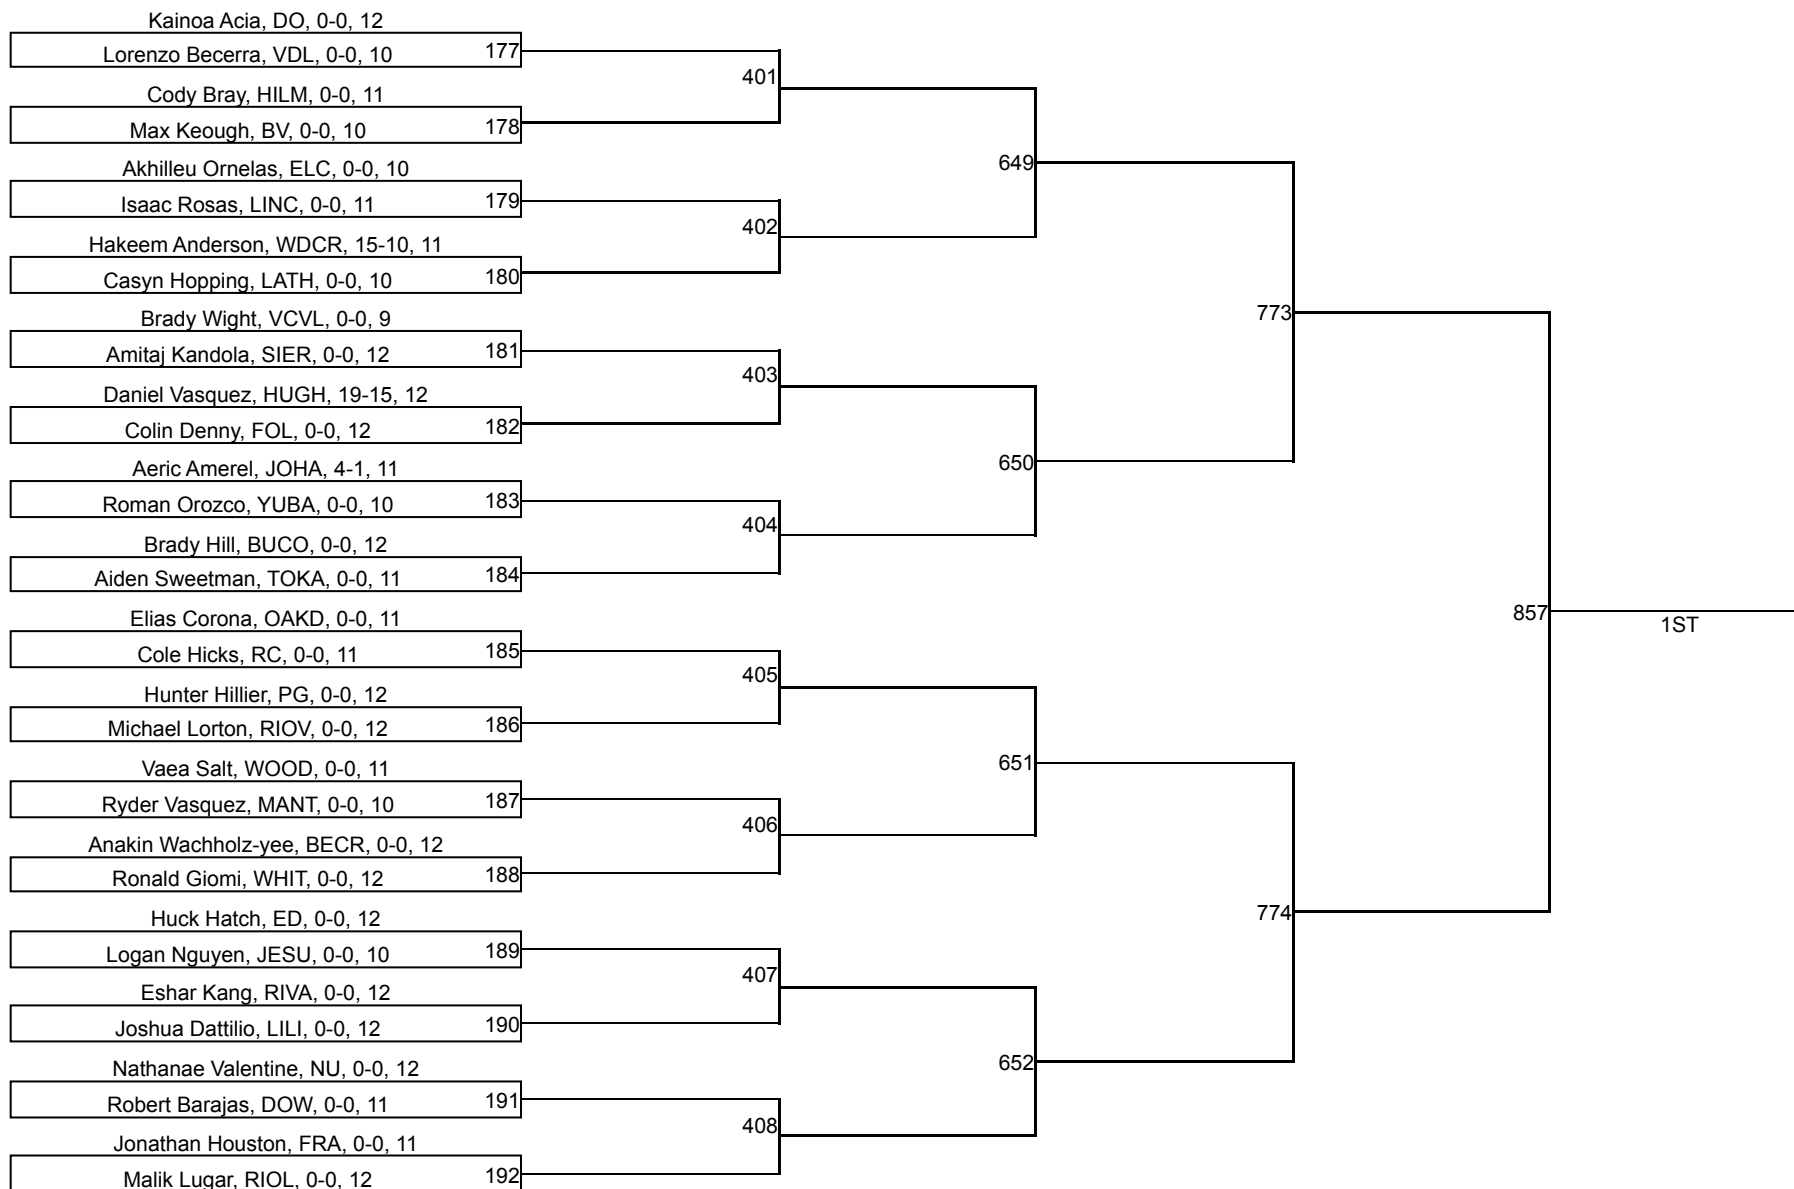 Kainoa Acia, DO, 0-0, 12
Lorenzo Becerra, VDL, 0-0, 10
177
401
Cody Bray, HILM, 0-0, 11
Max Keough, BV, 0-0, 10
178
649
Akhilleu Ornelas, ELC, 0-0, 10
Isaac Rosas, LINC, 0-0, 11
179
402
Hakeem Anderson, WDCR, 15-10, 11
Casyn Hopping, LATH, 0-0, 10
180
773
Brady Wight, VCVL, 0-0, 9
Amitaj Kandola, SIER, 0-0, 12
181
403
Daniel Vasquez, HUGH, 19-15, 12
Colin Denny, FOL, 0-0, 12
182
650
Aeric Amerel, JOHA, 4-1, 11
Roman Orozco, YUBA, 0-0, 10
183
404
Brady Hill, BUCO, 0-0, 12
Aiden Sweetman, TOKA, 0-0, 11
184
857
1ST
Elias Corona, OAKD, 0-0, 11
Cole Hicks, RC, 0-0, 11
185
405
Hunter Hillier, PG, 0-0, 12
Michael Lorton, RIOV, 0-0, 12
186
651
Vaea Salt, WOOD, 0-0, 11
Ryder Vasquez, MANT, 0-0, 10
187
406
Anakin Wachholz-yee, BECR, 0-0, 12
Ronald Giomi, WHIT, 0-0, 12
188
774
Huck Hatch, ED, 0-0, 12
Logan Nguyen, JESU, 0-0, 10
189
407
Eshar Kang, RIVA, 0-0, 12
Joshua Dattilio, LILI, 0-0, 12
190
652
Nathanae Valentine, NU, 0-0, 12
Robert Barajas, DOW, 0-0, 11
191
408
Jonathan Houston, FRA, 0-0, 11
Malik Lugar, RIOL, 0-0, 12
192